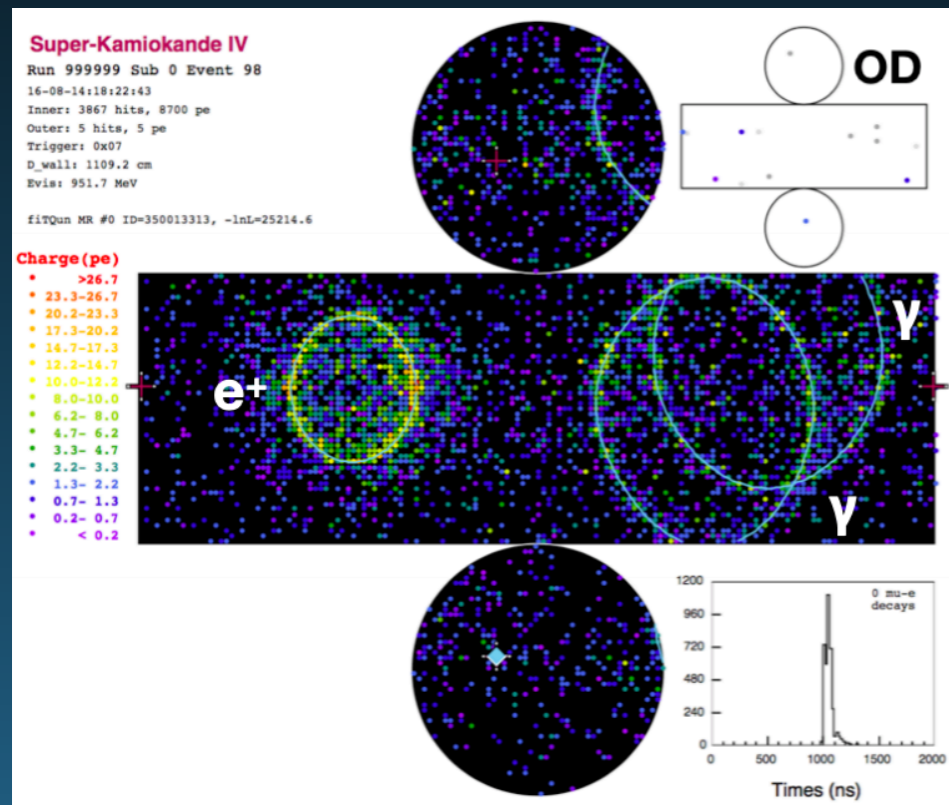 Super-Kamiokande IV
Run 999999 Sub 0 Event 98
16-08-14:18:22:43
Inner: 3867 hits, 8700 pe
Outer: 5 hits, 5 pe
Trigger: 0x07
D_wall: 1109.2 cm
Evis: 951.7 MeV
fiTQun MR #0 ID=350013313, -lnL=25214.6
OD
Charge(pe)
>26.7
23.3-26.7
20.2-23.3
17.3-20.2
14.7-17.3
12.2-14.7
10.0-12.2
8.0-10.0
6.2- 8.0
4.7- 6.2
3.3- 4.7
2.2- 3.3
1.3- 2.2
0.7- 1.3
0.2- 0.7
< 0.2
e+
γ
γ
0 mu-e
decays
1200
960
720
480
240
0
0 500 1000 1500 2000
Times (ns)